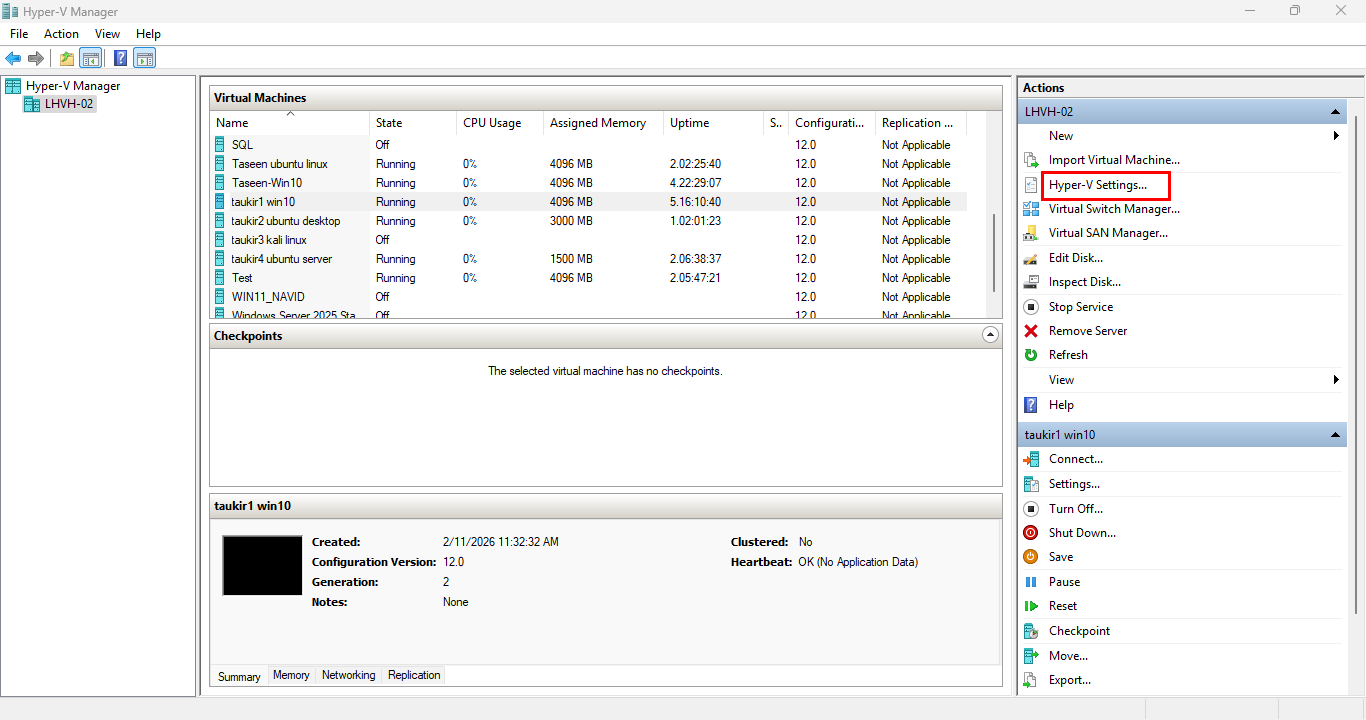 Hyper-V Manager
File Action View Help
Hyper-V Manager
LHVH-02
Virtual Machines
Name State CPU Usage Assigned Memory Uptime S.. Configurati... Replication ...
SQL Off 12.0 Not Applicable
Taseen ubuntu linux Running 0% 4096 MB 2.02:25:40 12.0 Not Applicable
Taseen-Win10 Running 0% 4096 MB 4.22:29:07 12.0 Not Applicable
taukir1 win10 Running 0% 4096 MB 5.16:10:40 12.0 Not Applicable
taukir2 ubuntu desktop Running 0% 3000 MB 1.02:01:23 12.0 Not Applicable
taukir3 kali linux Off 12.0 Not Applicable
taukir4 ubuntu server Running 0% 1500 MB 2.06:38:37 12.0 Not Applicable
Test Running 0% 4096 MB 2.05:47:21 12.0 Not Applicable
WIN11_NAVID Off 12.0 Not Applicable
Windows Server 2025 Sta... Off 12.0 Not Applicable
Checkpoints
The selected virtual machine has no checkpoints.
taukir1 win10
Created: 2/11/2026 11:32:32 AM Clustered: No
Configuration Version: 12.0 Heartbeat: OK (No Application Data)
Generation: 2
Notes: None
Summary Memory Networking Replication
Actions
LHVH-02
New
Import Virtual Machine...
Hyper-V Settings...
Virtual Switch Manager...
Virtual SAN Manager...
Edit Disk...
Inspect Disk...
Stop Service
Remove Server
Refresh
View
Help
taukir1 win10
Connect...
Settings...
Turn Off...
Shut Down...
Save
Pause
Reset
Checkpoint
Move...
Export...